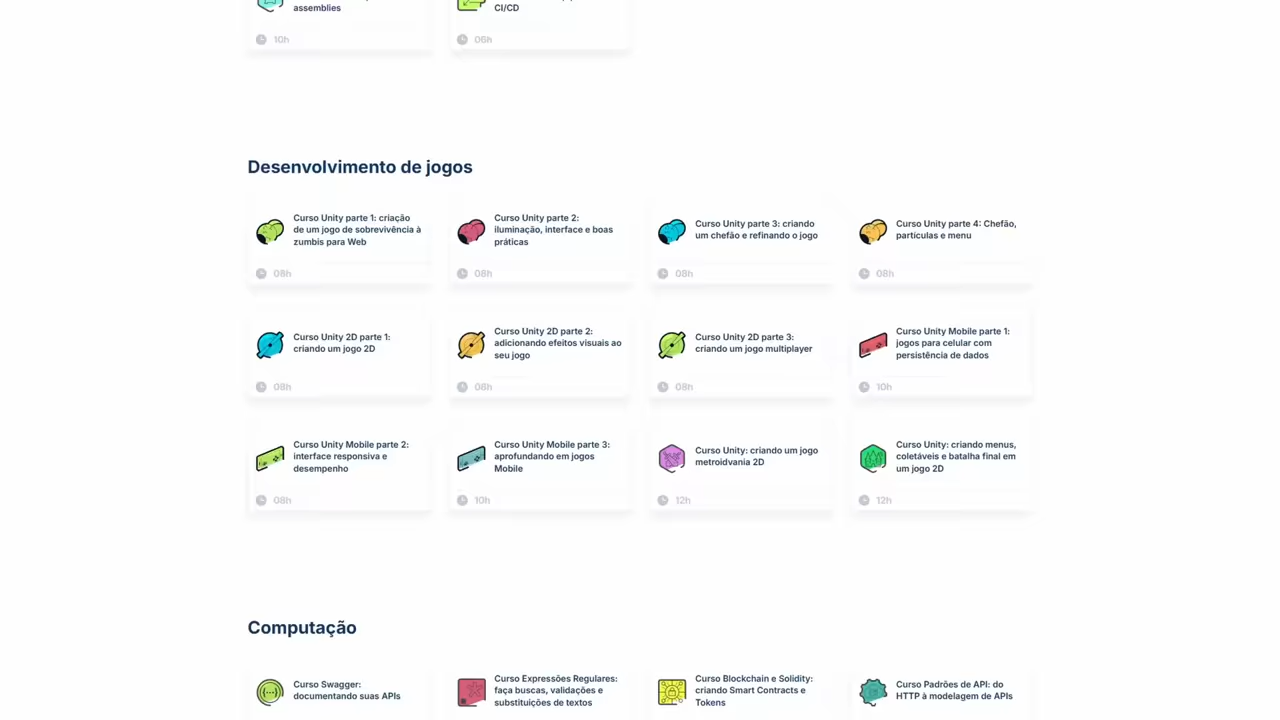 assemblies
CI/CD
10h
06h
Desenvolvimento de jogos
Curso Unity parte 1: criação
de um jogo de sobrevivência à
zumbis para Web
08h
Curso Unity parte 2:
iluminação, interface e boas
práticas
08h
Curso Unity parte 3: criando
um chefão e refinando o jogo
08h
Curso Unity parte 4: Chefão,
partículas e menu
08h
Curso Unity 2D parte 1:
criando um jogo 2D
08h
Curso Unity 2D parte 2:
adicionando efeitos visuais ao
seu jogo
08h
Curso Unity 2D parte 3:
criando um jogo multiplayer
08h
Curso Unity Mobile parte 1:
jogos para celular com
persistência de dados
10h
Curso Unity Mobile parte 2:
interface responsiva e
desempenho
08h
Curso Unity Mobile parte 3:
aprofundando em jogos
Mobile
10h
Curso Unity: criando um jogo
metroidvania 2D
12h
Curso Unity: criando menus,
coletáveis e batalha final em
um jogo 2D
12h
Computação
Curso Swagger:
documentando suas APIs
Curso Expressões Regulares:
faça buscas, validações e
substituições de textos
Curso Blockchain e Solidity:
criando Smart Contracts e
Tokens
Curso Padrões de API: do
HTTP à modelagem de APIs